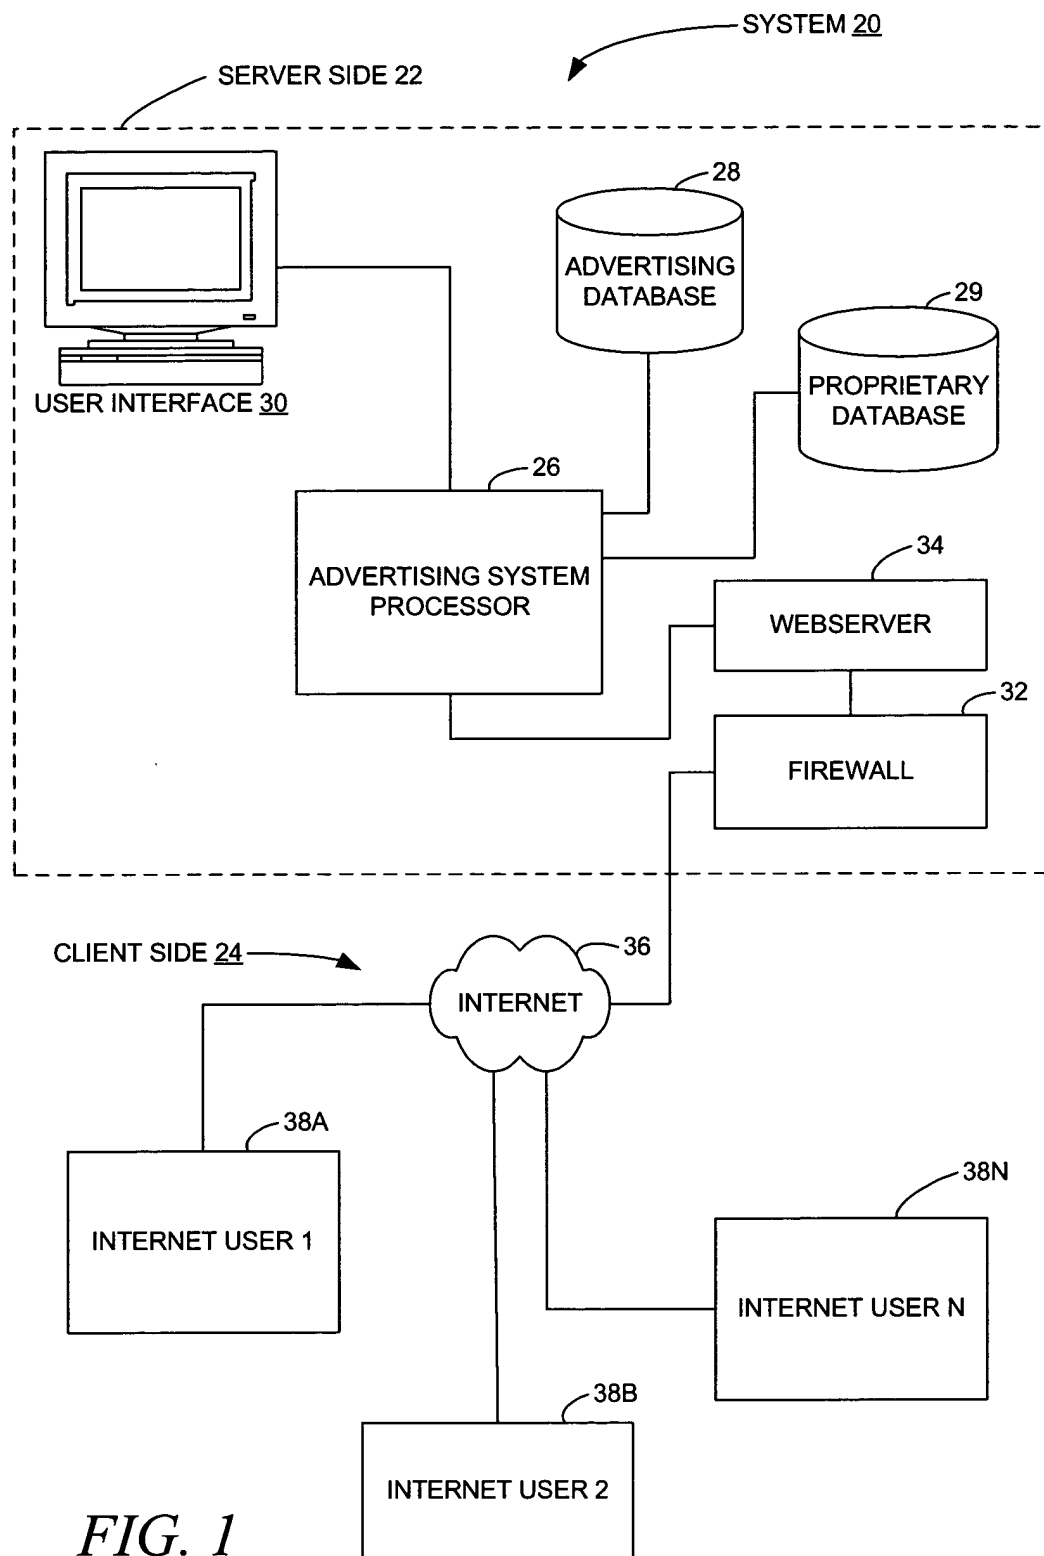 SYSTEM 20
SERVER SIDE 22
28
ADVERTISING
DATABASE
29
PROPRIETARY
DATABASE
USER INTERFACE 30
26
ADVERTISING SYSTEM
PROCESSOR
34
WEBSERVER
32
FIREWALL
CLIENT SIDE 24
36
INTERNET
38A
INTERNET USER 1
38N
INTERNET USER N
38B
INTERNET USER 2
FIG. 1